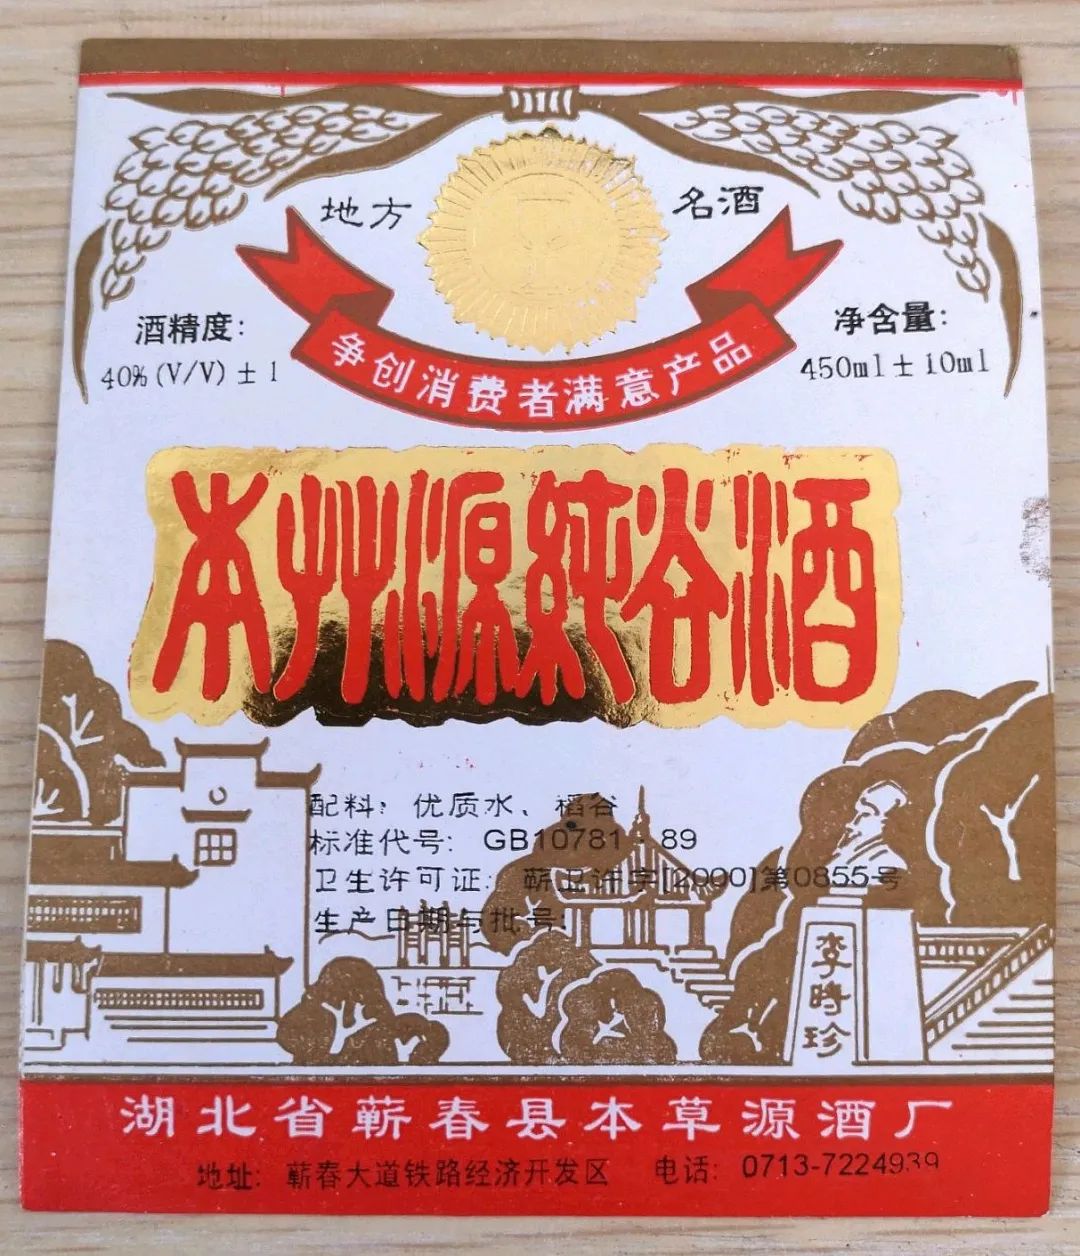 地方 名酒
酒精度:
40%(V/V)±1
净含量:
450ml±10ml
争创消费者满意产品
本艸源純谷酒
配料: 优质水、稻谷
标准代号: GB10781-89
卫生许可证: 蕲卫许字[2000]第0855号
生产日期与批号:
李時珍
湖北省蕲春县本草源酒厂
地址: 蕲春大道铁路经济开发区 电话: 0713-7224939